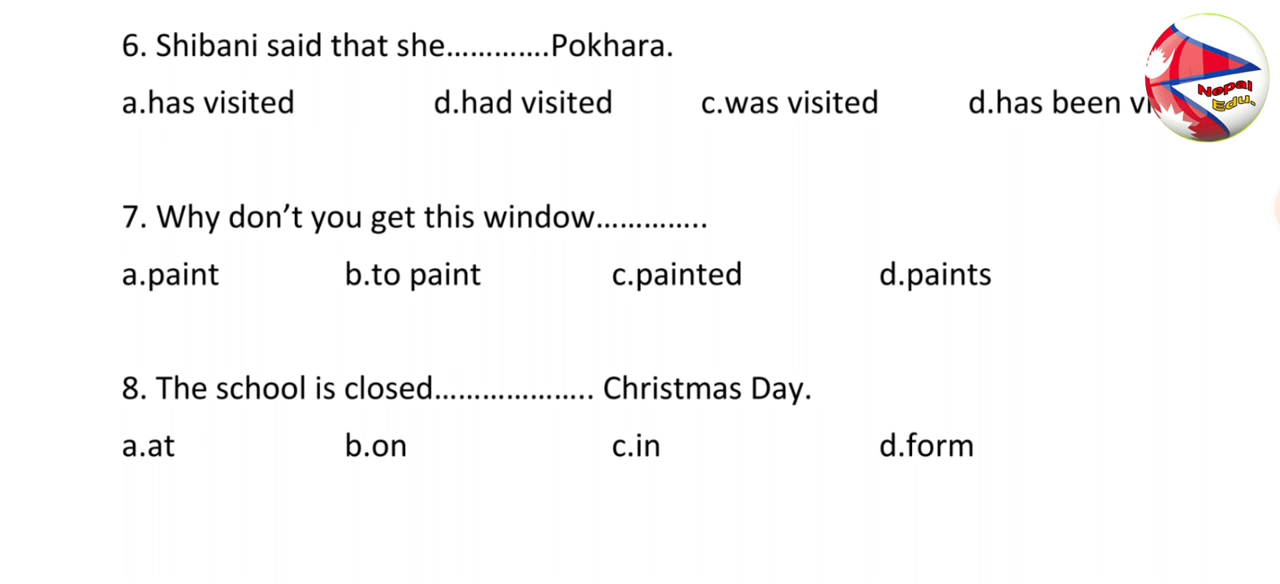 6. Shibani said that she.............Pokhara.
a.has visited d.had visited c.was visited d.has been
Nepal
Edu.
7. Why don't you get this window..............
a.paint b.to paint c.painted d.paints
8. The school is closed.................... Christmas Day.
a.at b.on c.in d.form